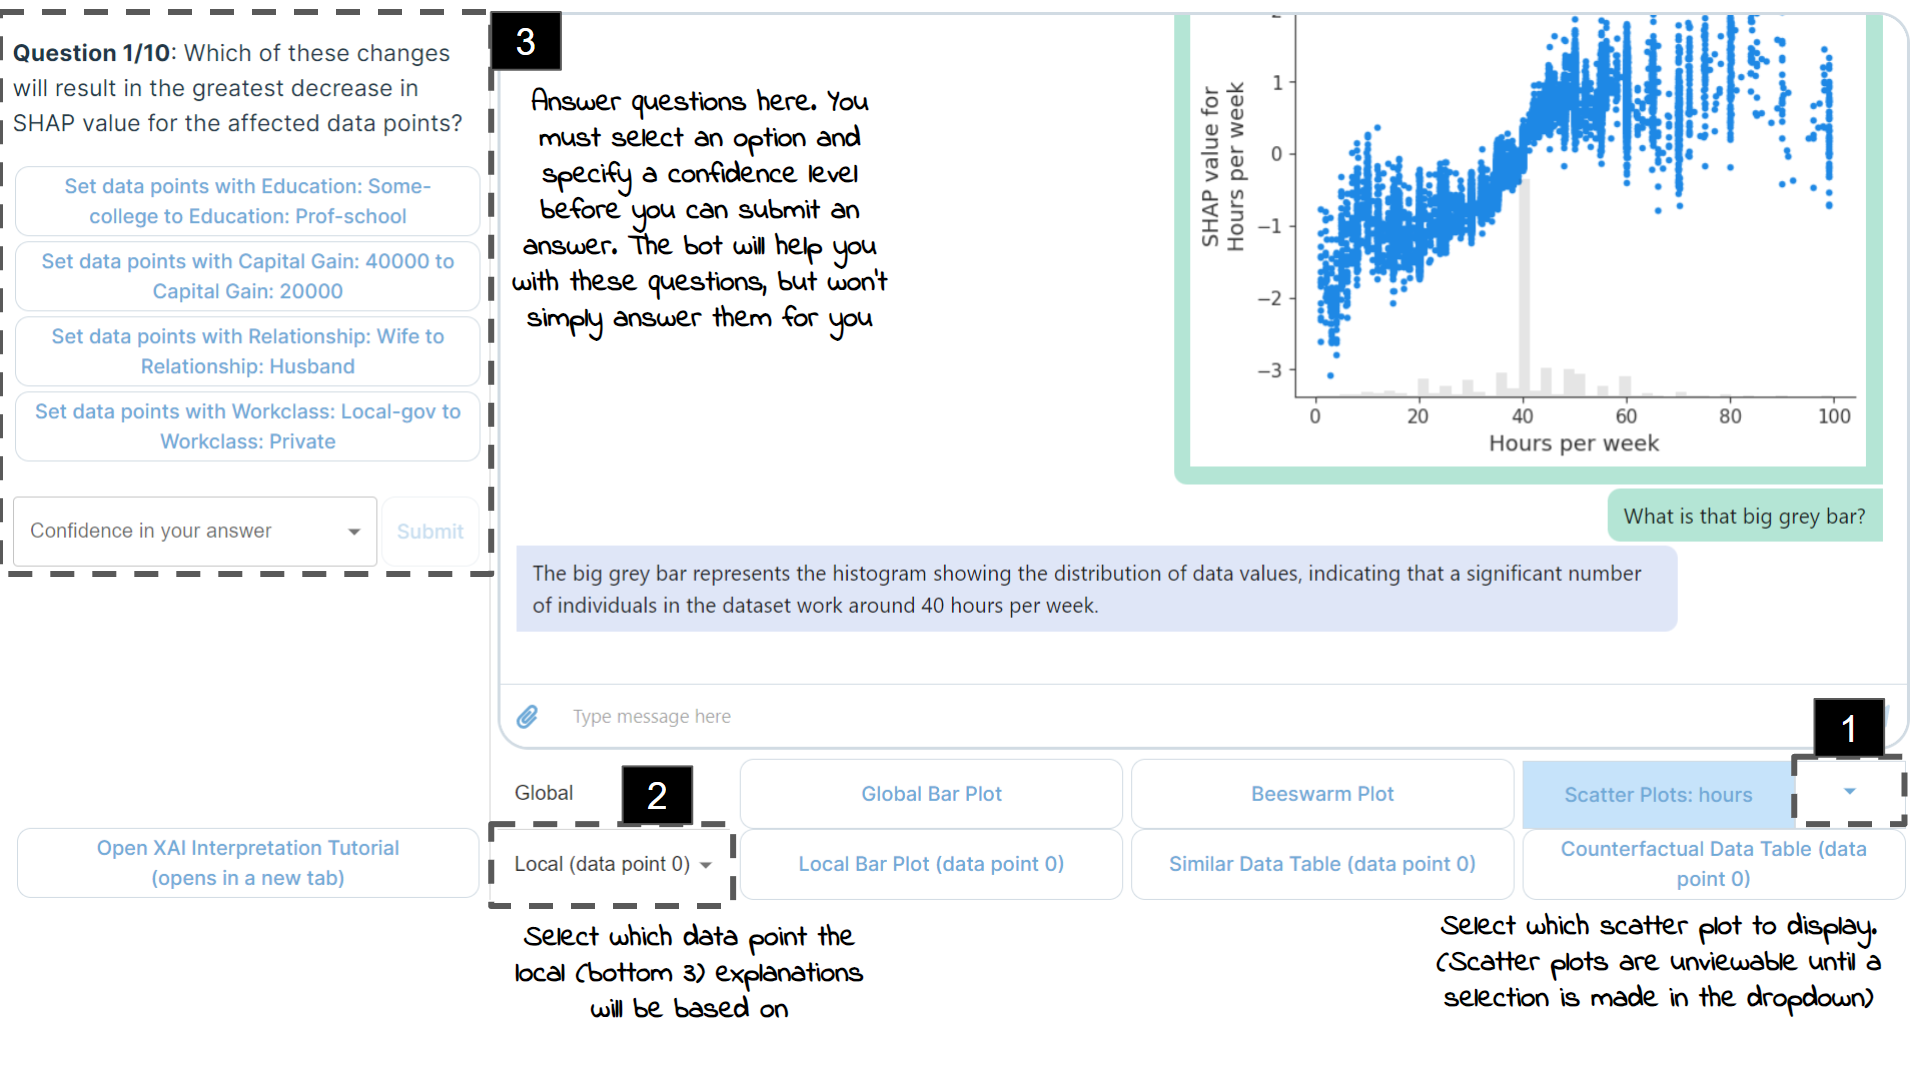 Question 1/10: Which of these changes
will result in the greatest decrease in
SHAP value for the affected data points?
Set data points with Education: Some-
college to Education: Prof-school
Set data points with Capital Gain: 40000 to
Capital Gain: 20000
Set data points with Relationship: Wife to
Relationship: Husband
Set data points with Workclass: Local-gov to
Workclass: Private
Confidence in your answer
Submit
3
Answer questions here. You
must select an option and
specify a confidence level
before you can submit an
answer. The bot will help you
with these questions, but won't
simply answer them for you
SHAP value for
Hours per week
2
1
0
−1
−2
−3
0 20 40 60 80 100
Hours per week
What is that big grey bar?
The big grey bar represents the histogram showing the distribution of data values, indicating that a significant number
of individuals in the dataset work around 40 hours per week.
Type message here
1
Global
2
Global Bar Plot
Beeswarm Plot
Scatter Plots: hours
Open XAI Interpretation Tutorial
(opens in a new tab)
Local (data point 0)
Local Bar Plot (data point 0)
Similar Data Table (data point 0)
Counterfactual Data Table (data
point 0)
Select which data point the
local (bottom 3) explanations
will be based on
Select which scatter plot to display.
(Scatter plots are unviewable until a
selection is made in the dropdown)